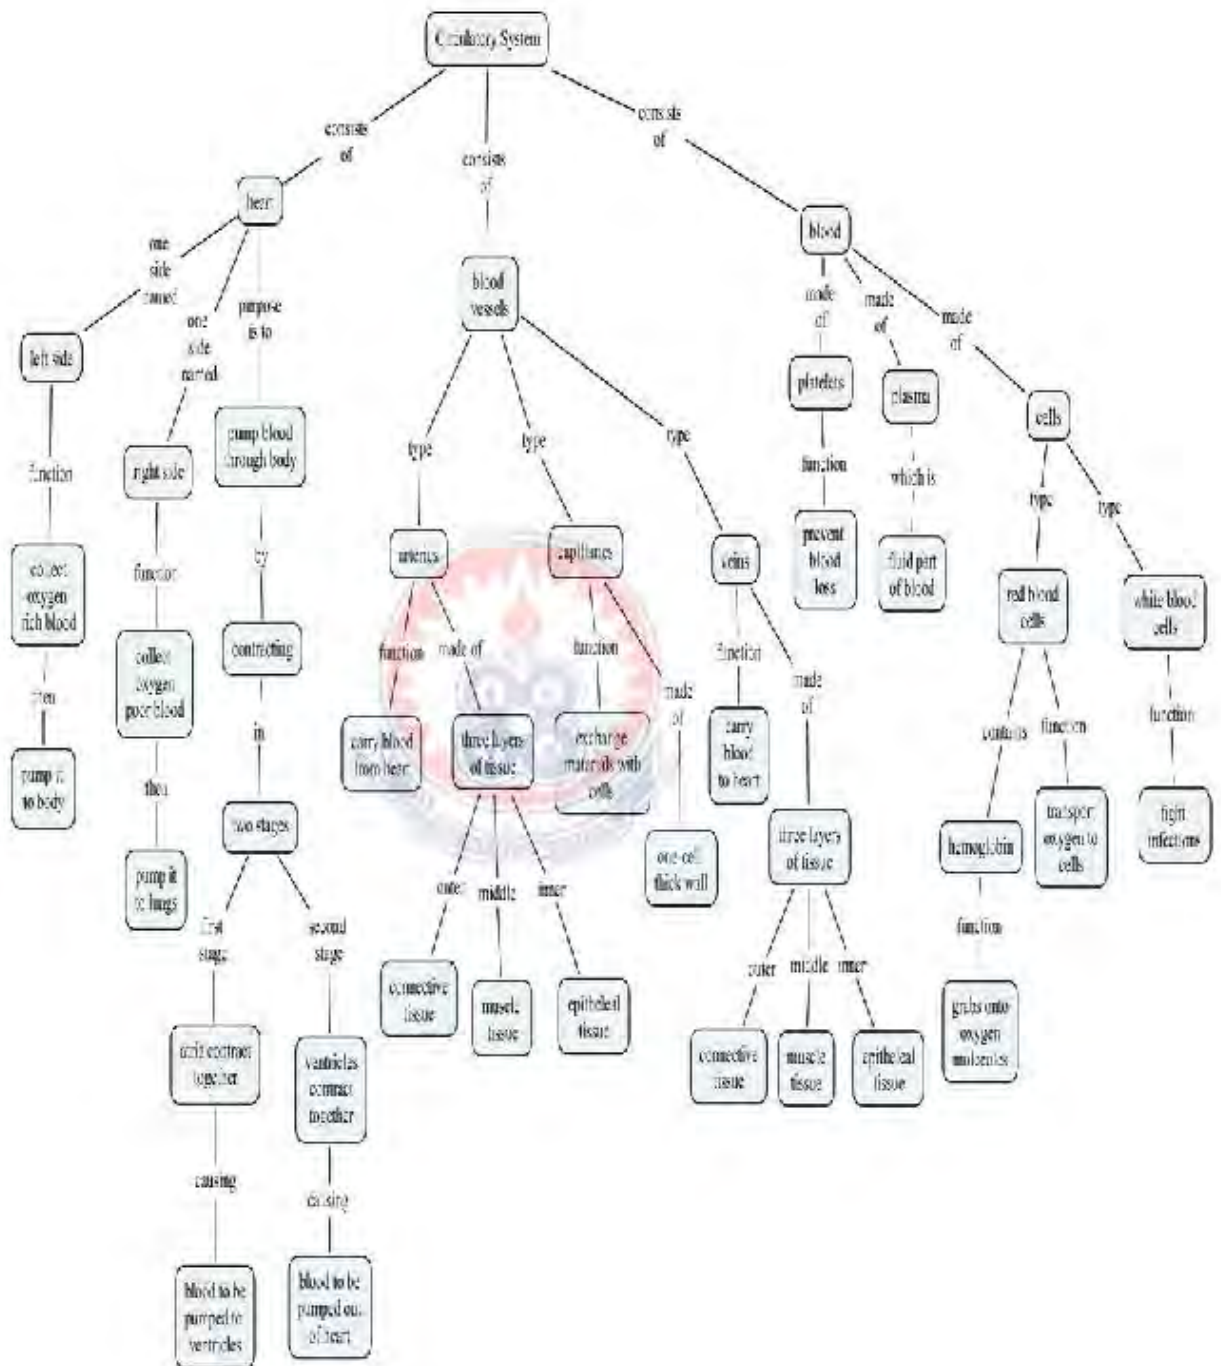 Circulatory System
consists
of
consists
of
consists
of
heart
one
side
named
one
side
named
purpose
is to
left side
function
collect
oxygen
rich blood
then
pump it
to body
right side
function
collect
oxygen
poor blood
then
pump it
to lungs
pump blood
through body
by
contracting
in
two stages
first
stage
atria contract
together
causing
blood to be
pumped to
ventricles
second
stage
ventricles
contract
together
causing
blood to be
pumped out
of heart
blood
vessels
type
type
type
arteries
function
carry blood
from heart
made of
three layers
of tissue
outer
middle
inner
connective
tissue
muscle
tissue
epitheleal
tissue
capillaries
function
exchange
materials with
cells
made
of
one-cell
thick wall
veins
function
carry
blood
to heart
made
of
three layers
of tissue
outer
middle
inner
connective
tissue
muscle
tissue
epitheleal
tissue
blood
made
of
made
of
made
of
platelets
function
prevent
blood
loss
plasma
which is
fluid part
of blood
cells
type
type
red blood
cells
contains
hemoglobin
function
grabs onto
oxygen
molecules
function
transport
oxygen to
cells
white blood
cells
function
fight
infections